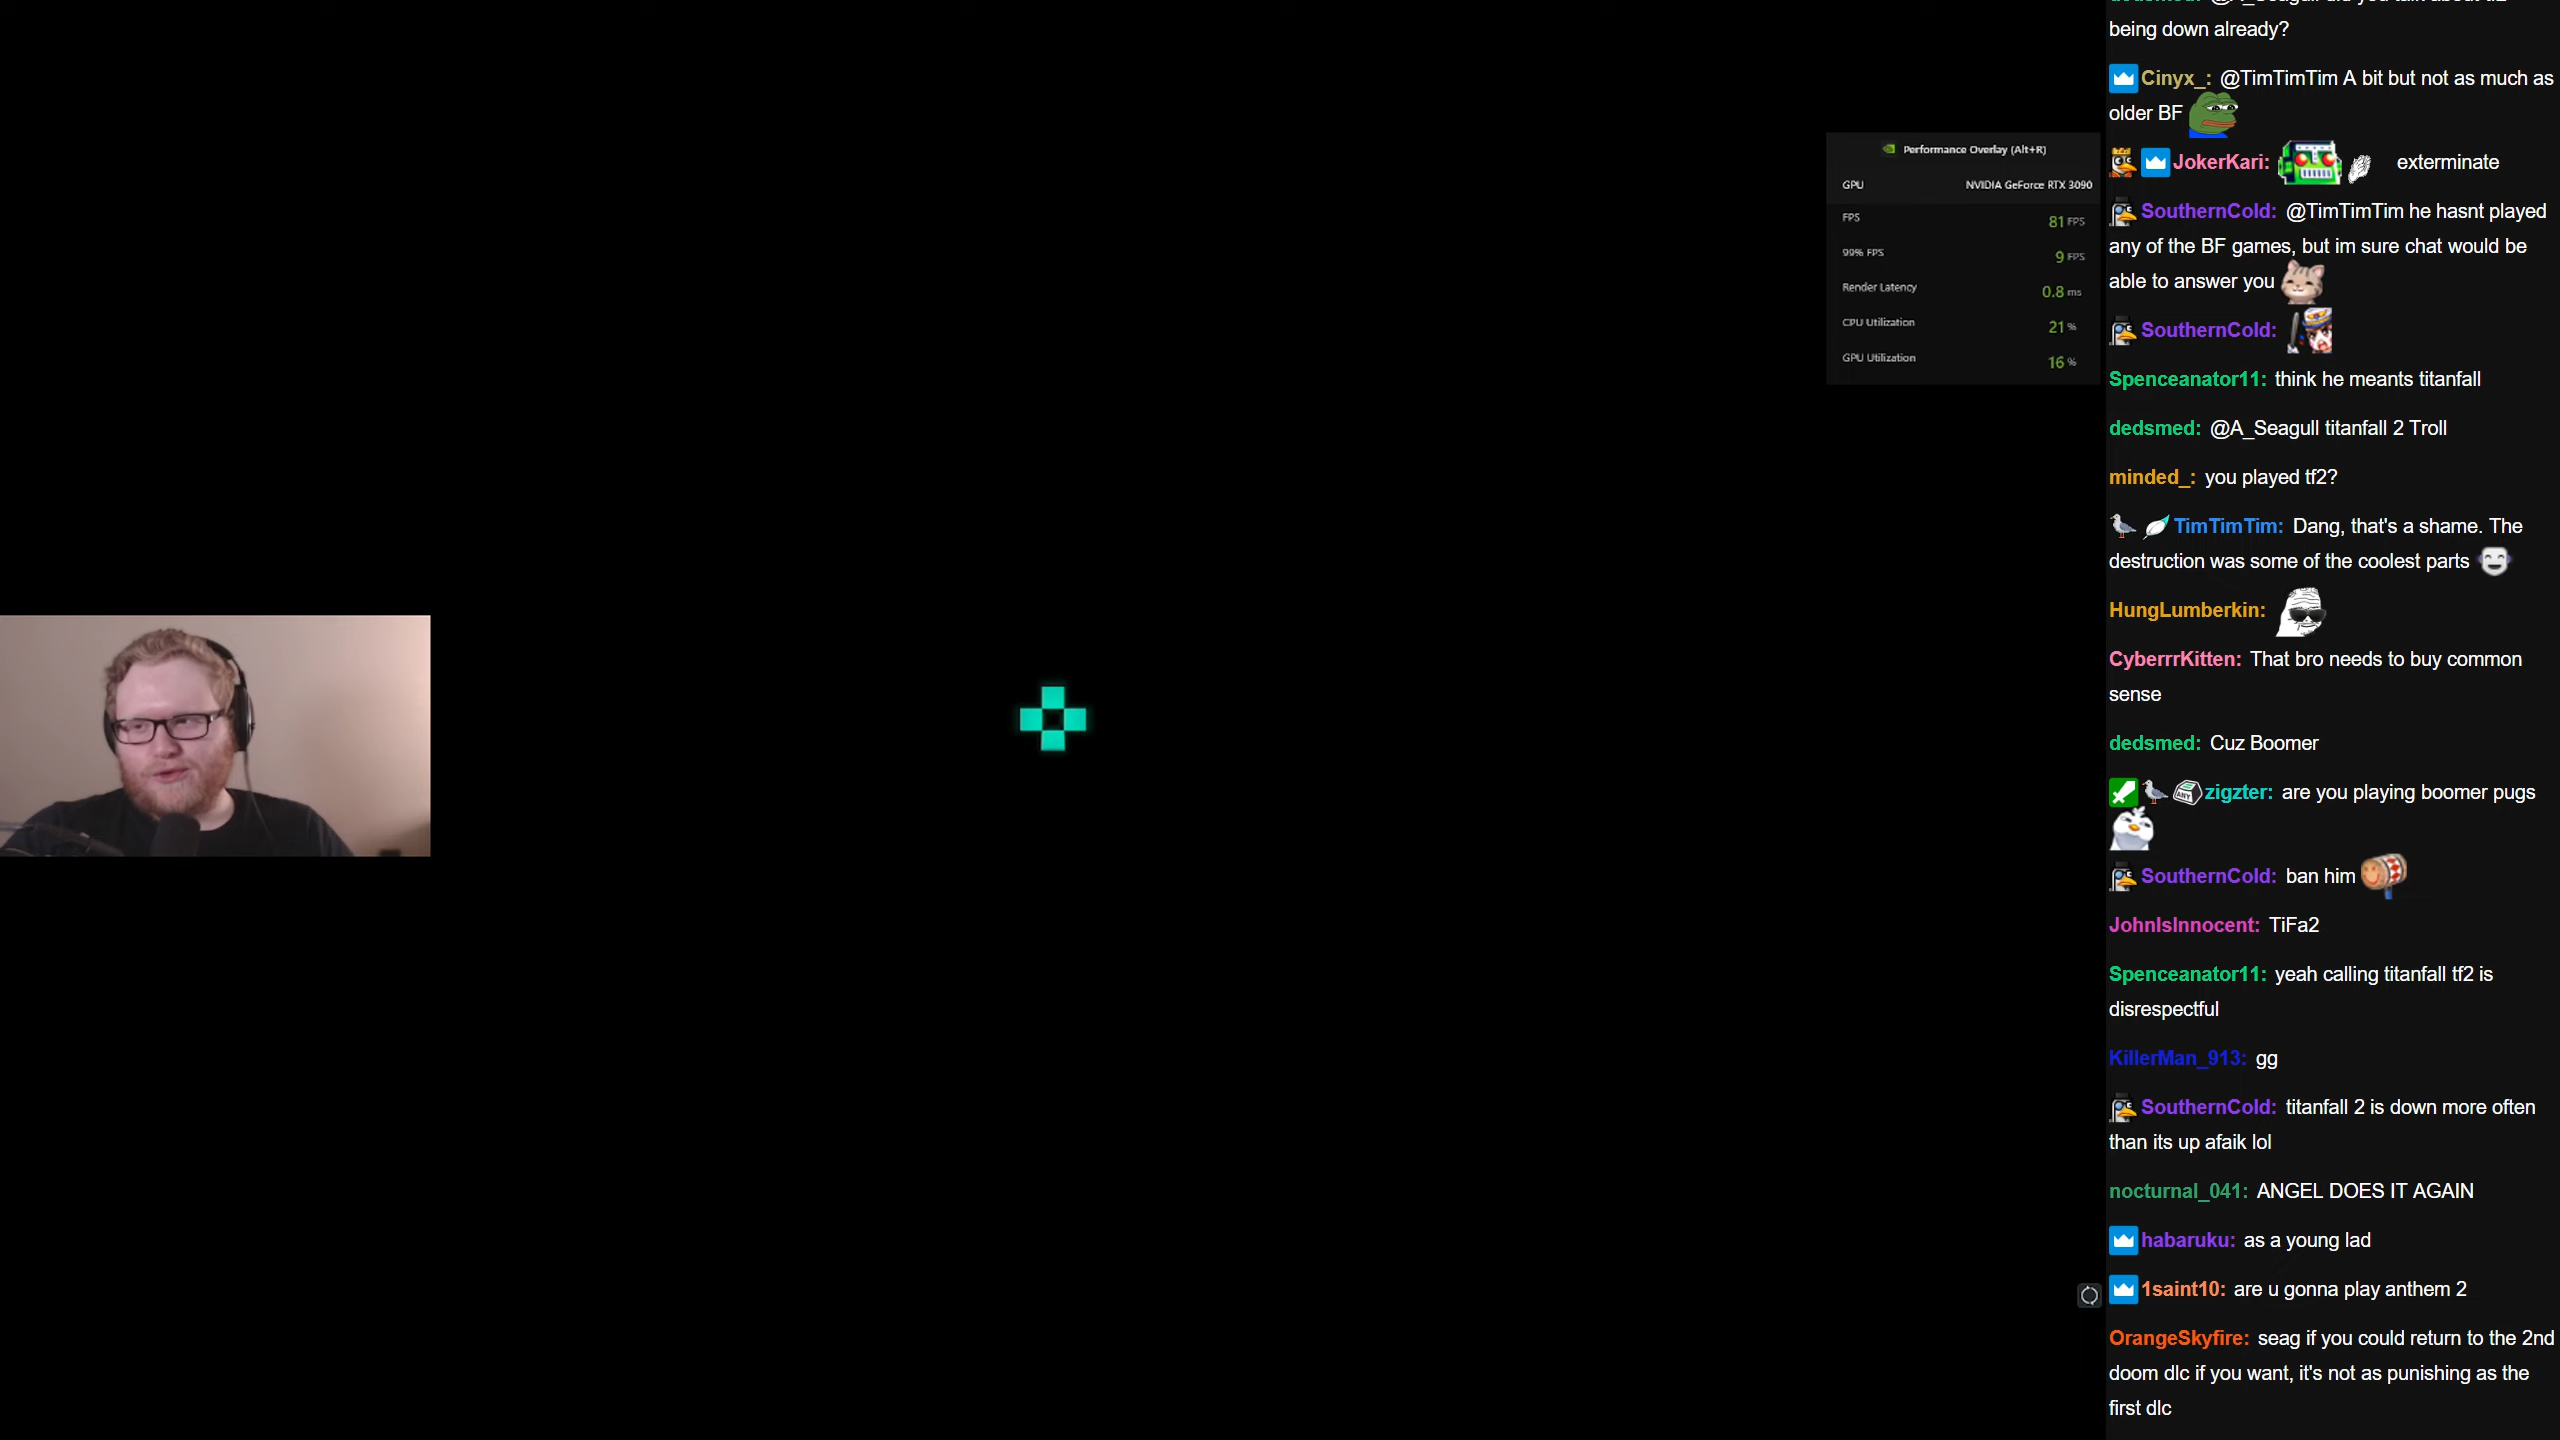 being down already?
Cinyx_: @TimTimTim A bit but not as much as
older BF
Performance Overlay (Alt+R)
GPU NVIDIA GeForce RTX 3090
FPS 81 FPS
99% FPS 9 FPS
Render Latency 0.8 ms
CPU Utilization 21 %
GPU Utilization 16 %
JokerKari: exterminate
SouthernCold: @TimTimTim he hasnt played
any of the BF games, but im sure chat would be
able to answer you
SouthernCold:
Spenceanator11: think he meants titanfall
dedsmed: @A_Seagull titanfall 2 Troll
minded_: you played tf2?
TimTimTim: Dang, that's a shame. The
destruction was some of the coolest parts
HungLumberkin:
CyberrrKitten: That bro needs to buy common
sense
dedsmed: Cuz Boomer
zigzter: are you playing boomer pugs
SouthernCold: ban him
JohnIsInnocent: TiFa2
Spenceanator11: yeah calling titanfall tf2 is
disrespectful
KillerMan_913: gg
SouthernCold: titanfall 2 is down more often
than its up afaik lol
nocturnal_041: ANGEL DOES IT AGAIN
habaruku: as a young lad
1saint10: are u gonna play anthem 2
OrangeSkyfire: seag if you could return to the 2nd
doom dlc if you want, it's not as punishing as the
first dlc